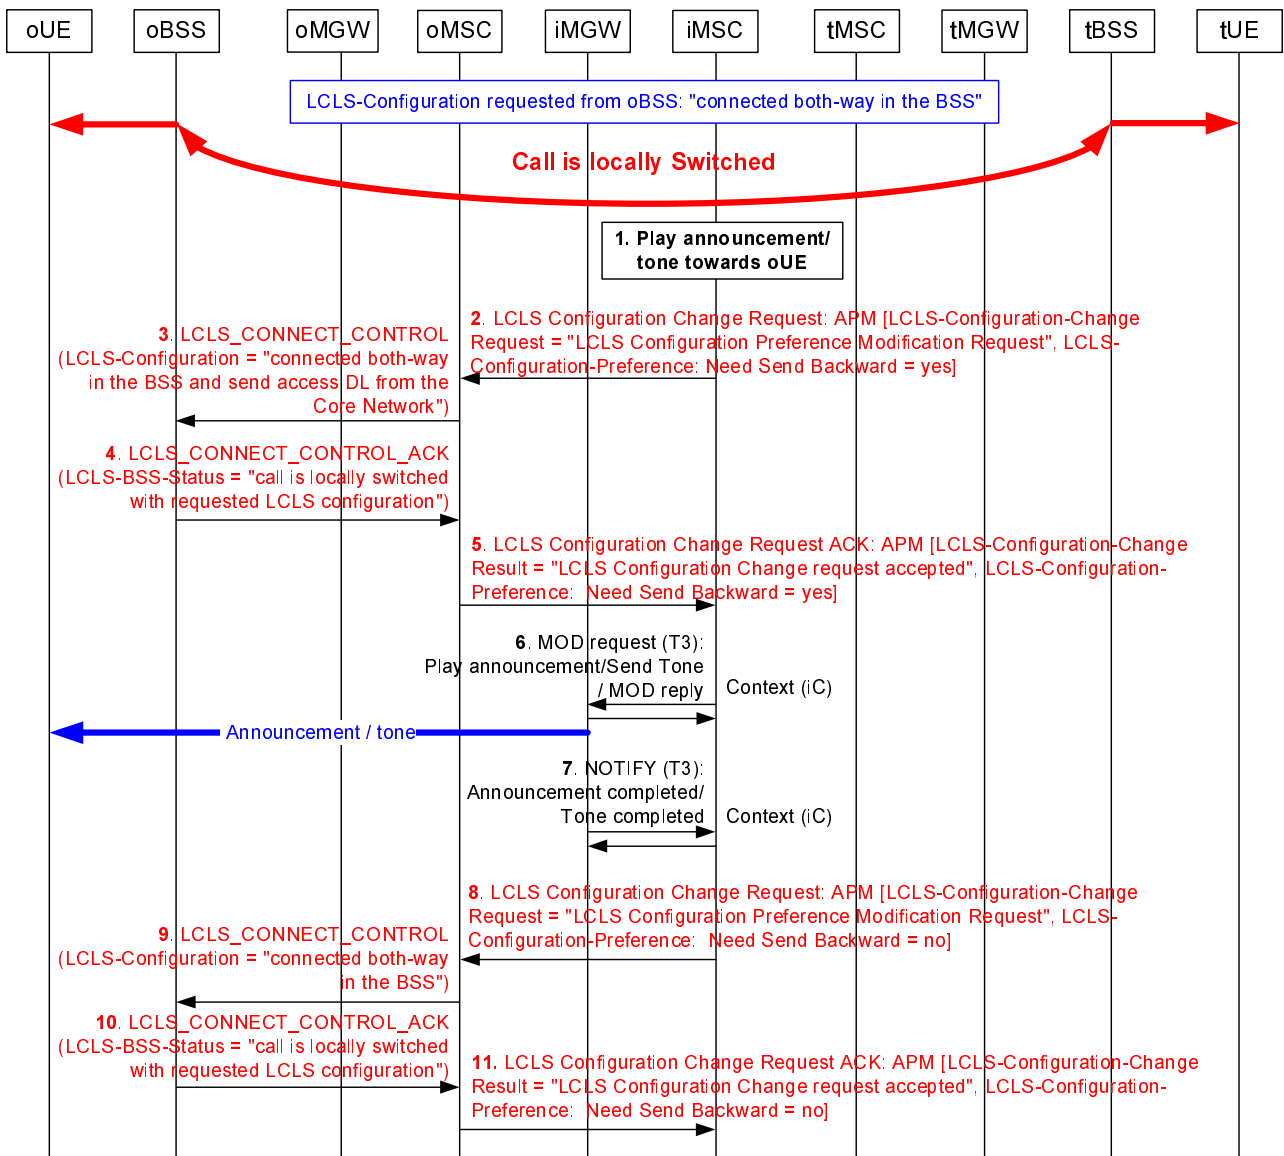 oUE oBSS oMGW oMSC iMGW iMSC tMSC tMGW tBSS tUE
LCLS-Configuration requested from oBSS: "connected both-way in the BSS"
Call is locally Switched
1. Play announcement/
tone towards oUE
2. LCLS Configuration Change Request: APM [LCLS-Configuration-Change
Request = "LCLS Configuration Preference Modification Request", LCLS-
Configuration-Preference: Need Send Backward = yes]
3. LCLS_CONNECT_CONTROL
(LCLS-Configuration = "connected both-way
in the BSS and send access DL from the
Core Network")
4. LCLS_CONNECT_CONTROL_ACK
(LCLS-BSS-Status = "call is locally switched
with requested LCLS configuration")
5. LCLS Configuration Change Request ACK: APM [LCLS-Configuration-Change
Result = "LCLS Configuration Change request accepted", LCLS-Configuration-
Preference:  Need Send Backward = yes]
6. MOD request (T3):
Play announcement/Send Tone
/ MOD reply
Context (iC)
Announcement / tone
7. NOTIFY (T3):
Announcement completed/
Tone completed
Context (iC)
8. LCLS Configuration Change Request: APM [LCLS-Configuration-Change
Request = "LCLS Configuration Preference Modification Request", LCLS-
Configuration-Preference:  Need Send Backward = no]
9. LCLS_CONNECT_CONTROL
(LCLS-Configuration = "connected both-way
in the BSS")
10. LCLS_CONNECT_CONTROL_ACK
(LCLS-BSS-Status = "call is locally switched
with requested LCLS configuration")
11. LCLS Configuration Change Request ACK: APM [LCLS-Configuration-Change
Result = "LCLS Configuration Change request accepted", LCLS-Configuration-
Preference:  Need Send Backward = no]